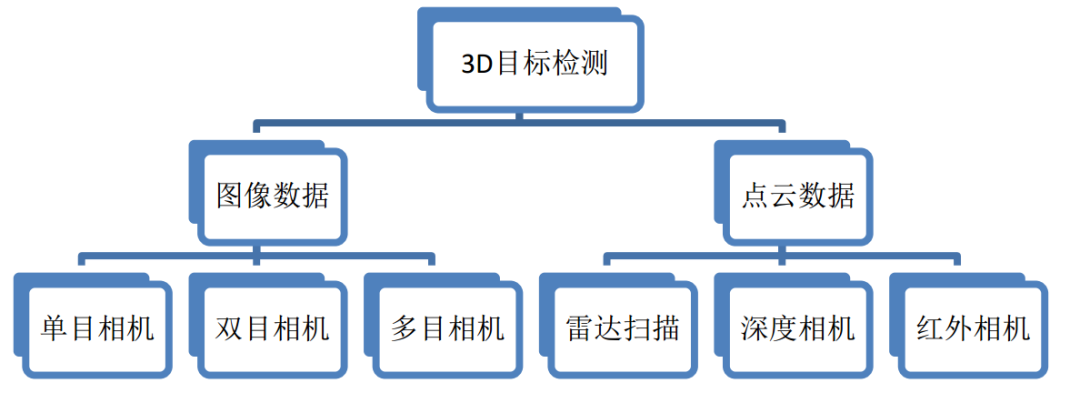 3D目标检测
图像数据
点云数据
单目相机
双目相机
多目相机
雷达扫描
深度相机
红外相机